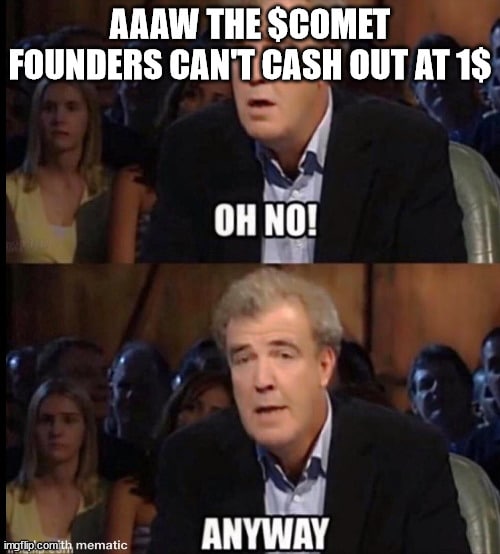 AAAW THE $COMET
FOUNDERS CAN'T CASH OUT AT 1$
OH NO!
ANYWAY
imgflip.com
th mematic